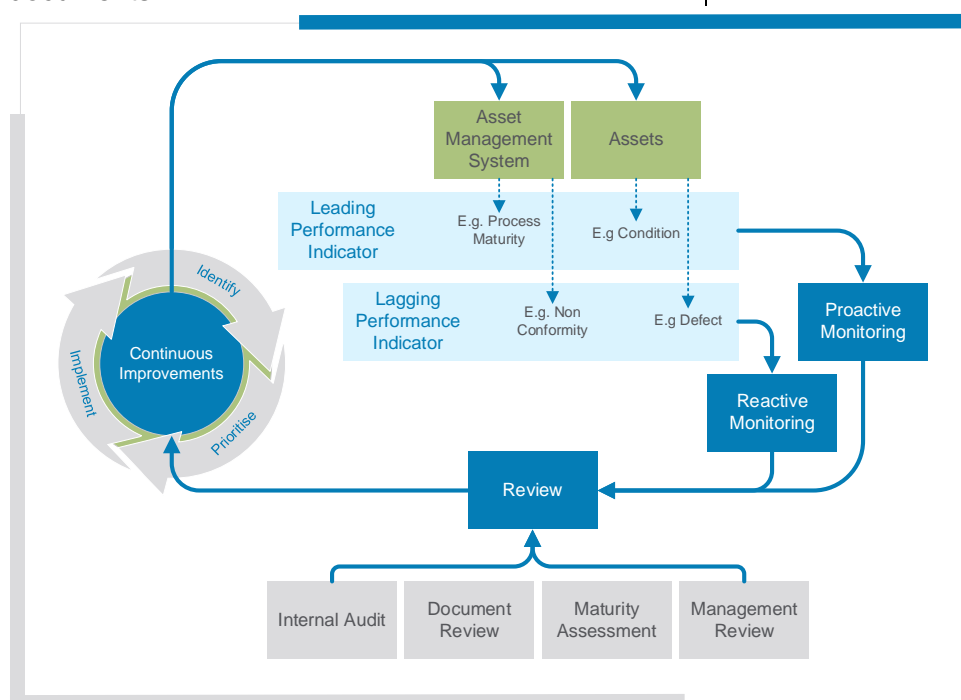 Asset
Management
System
Assets
Leading
Performance
Indicator
E.g. Process
Maturity
E.g Condition
Lagging
Performance
Indicator
E.g. Non
Conformity
E.g Defect
Proactive
Monitoring
Reactive
Monitoring
Identify
Prioritise
Implement
Continuous
Improvements
Review
Internal Audit
Document
Review
Maturity
Assessment
Management
Review